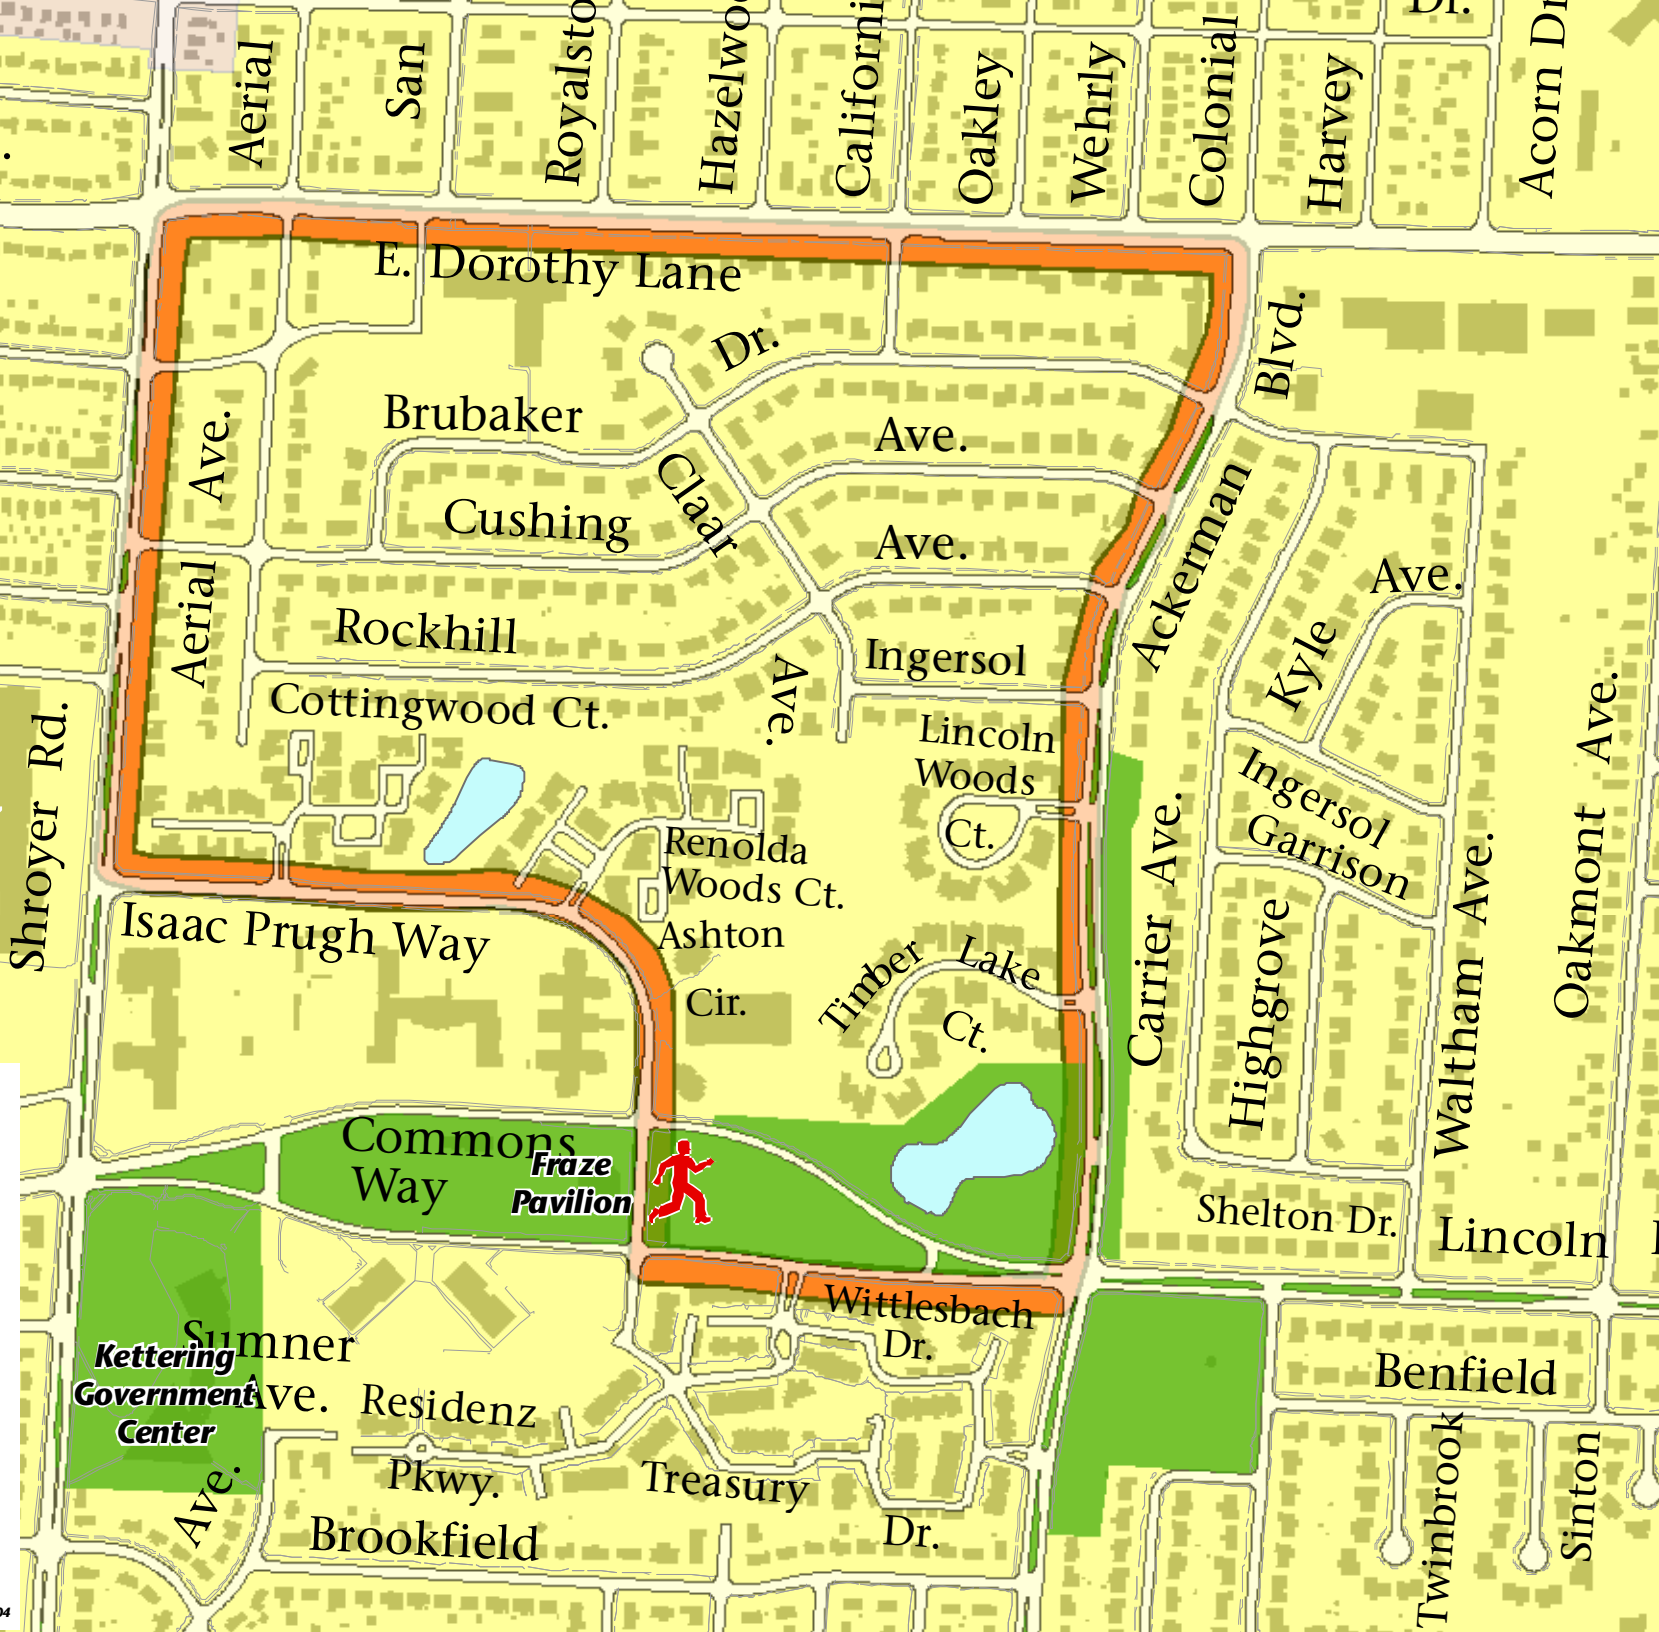 Dr.
Aerial
San
Oakley
Wehrly
Colonial
Harvey
Acorn Dr.
E. Dorothy Lane
Blvd.
Dr.
Brubaker
Ave.
Ave.
Claar
Cushing
Ave.
Ackerman
Ave.
Aerial
Rockhill
Ingersol
Kyle
Ave.
Cottingwood Ct.
Lincoln
Woods
Ct.
Ave.
Shroyer Rd.
Ingersol
Garrison
Renolda
Woods Ct.
Carrier Ave.
Oakmont Ave.
Isaac Prugh Way
Ashton
Cir.
Timber Lake
Ct.
Highgrove
Waltham Ave.
Commons
Way
Fraze
Pavilion
Shelton Dr.
Lincoln
Wittlesbach
Dr.
Sumner
Ave.
Kettering
Government
Center
Residenz
Pkwy.
Benfield
Treasury
Dr.
Ave.
Brookfield
Twinbrook
Sinton
04